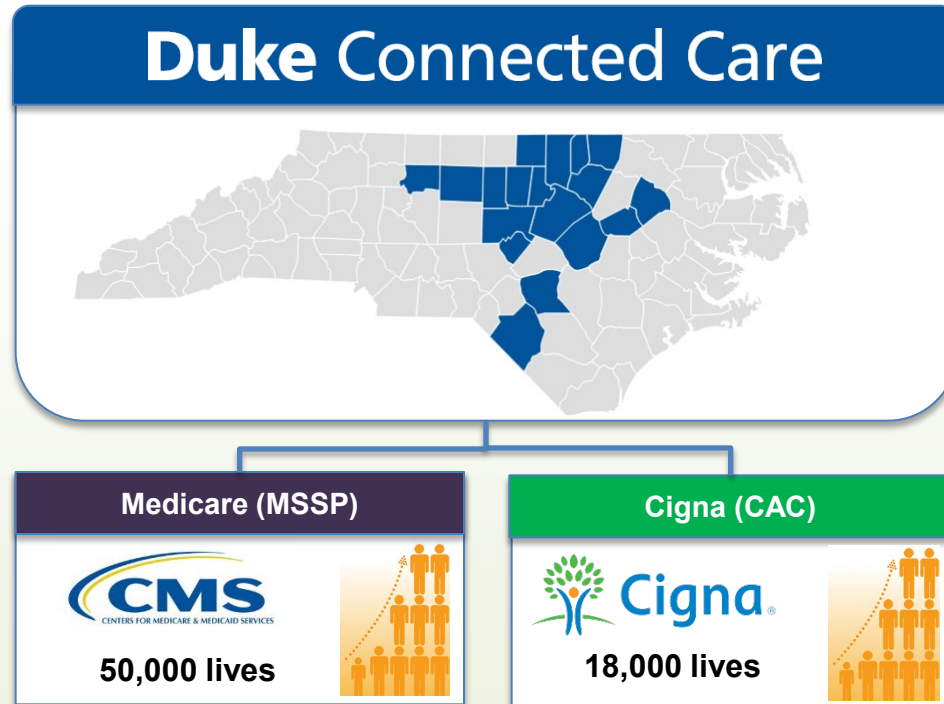 Duke Connected Care
Medicare (MSSP)
CMS
CENTERS FOR MEDICARE & MEDICAID SERVICES
50,000 lives
Cigna (CAC)
Cigna®
18,000 lives